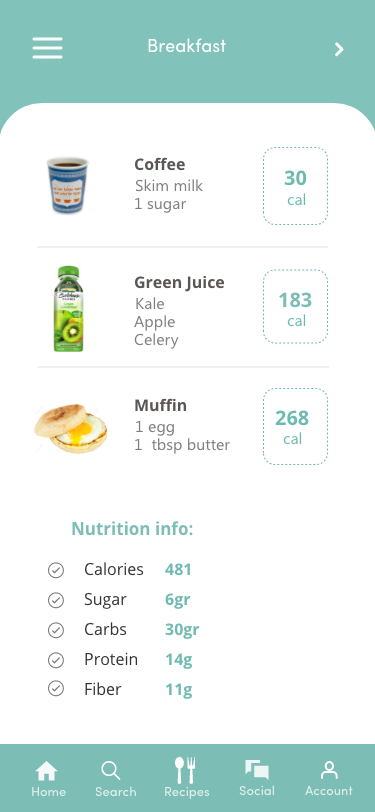 Breakfast
Coffee
Skim milk
1 sugar
30
cal
Green Juice
Kale
Apple
Celery
183
cal
Muffin
1 egg
1 tbsp butter
268
cal
Nutrition info:
Calories 481
Sugar 6gr
Carbs 30gr
Protein 14g
Fiber 11g
Home Search Recipes Social Account